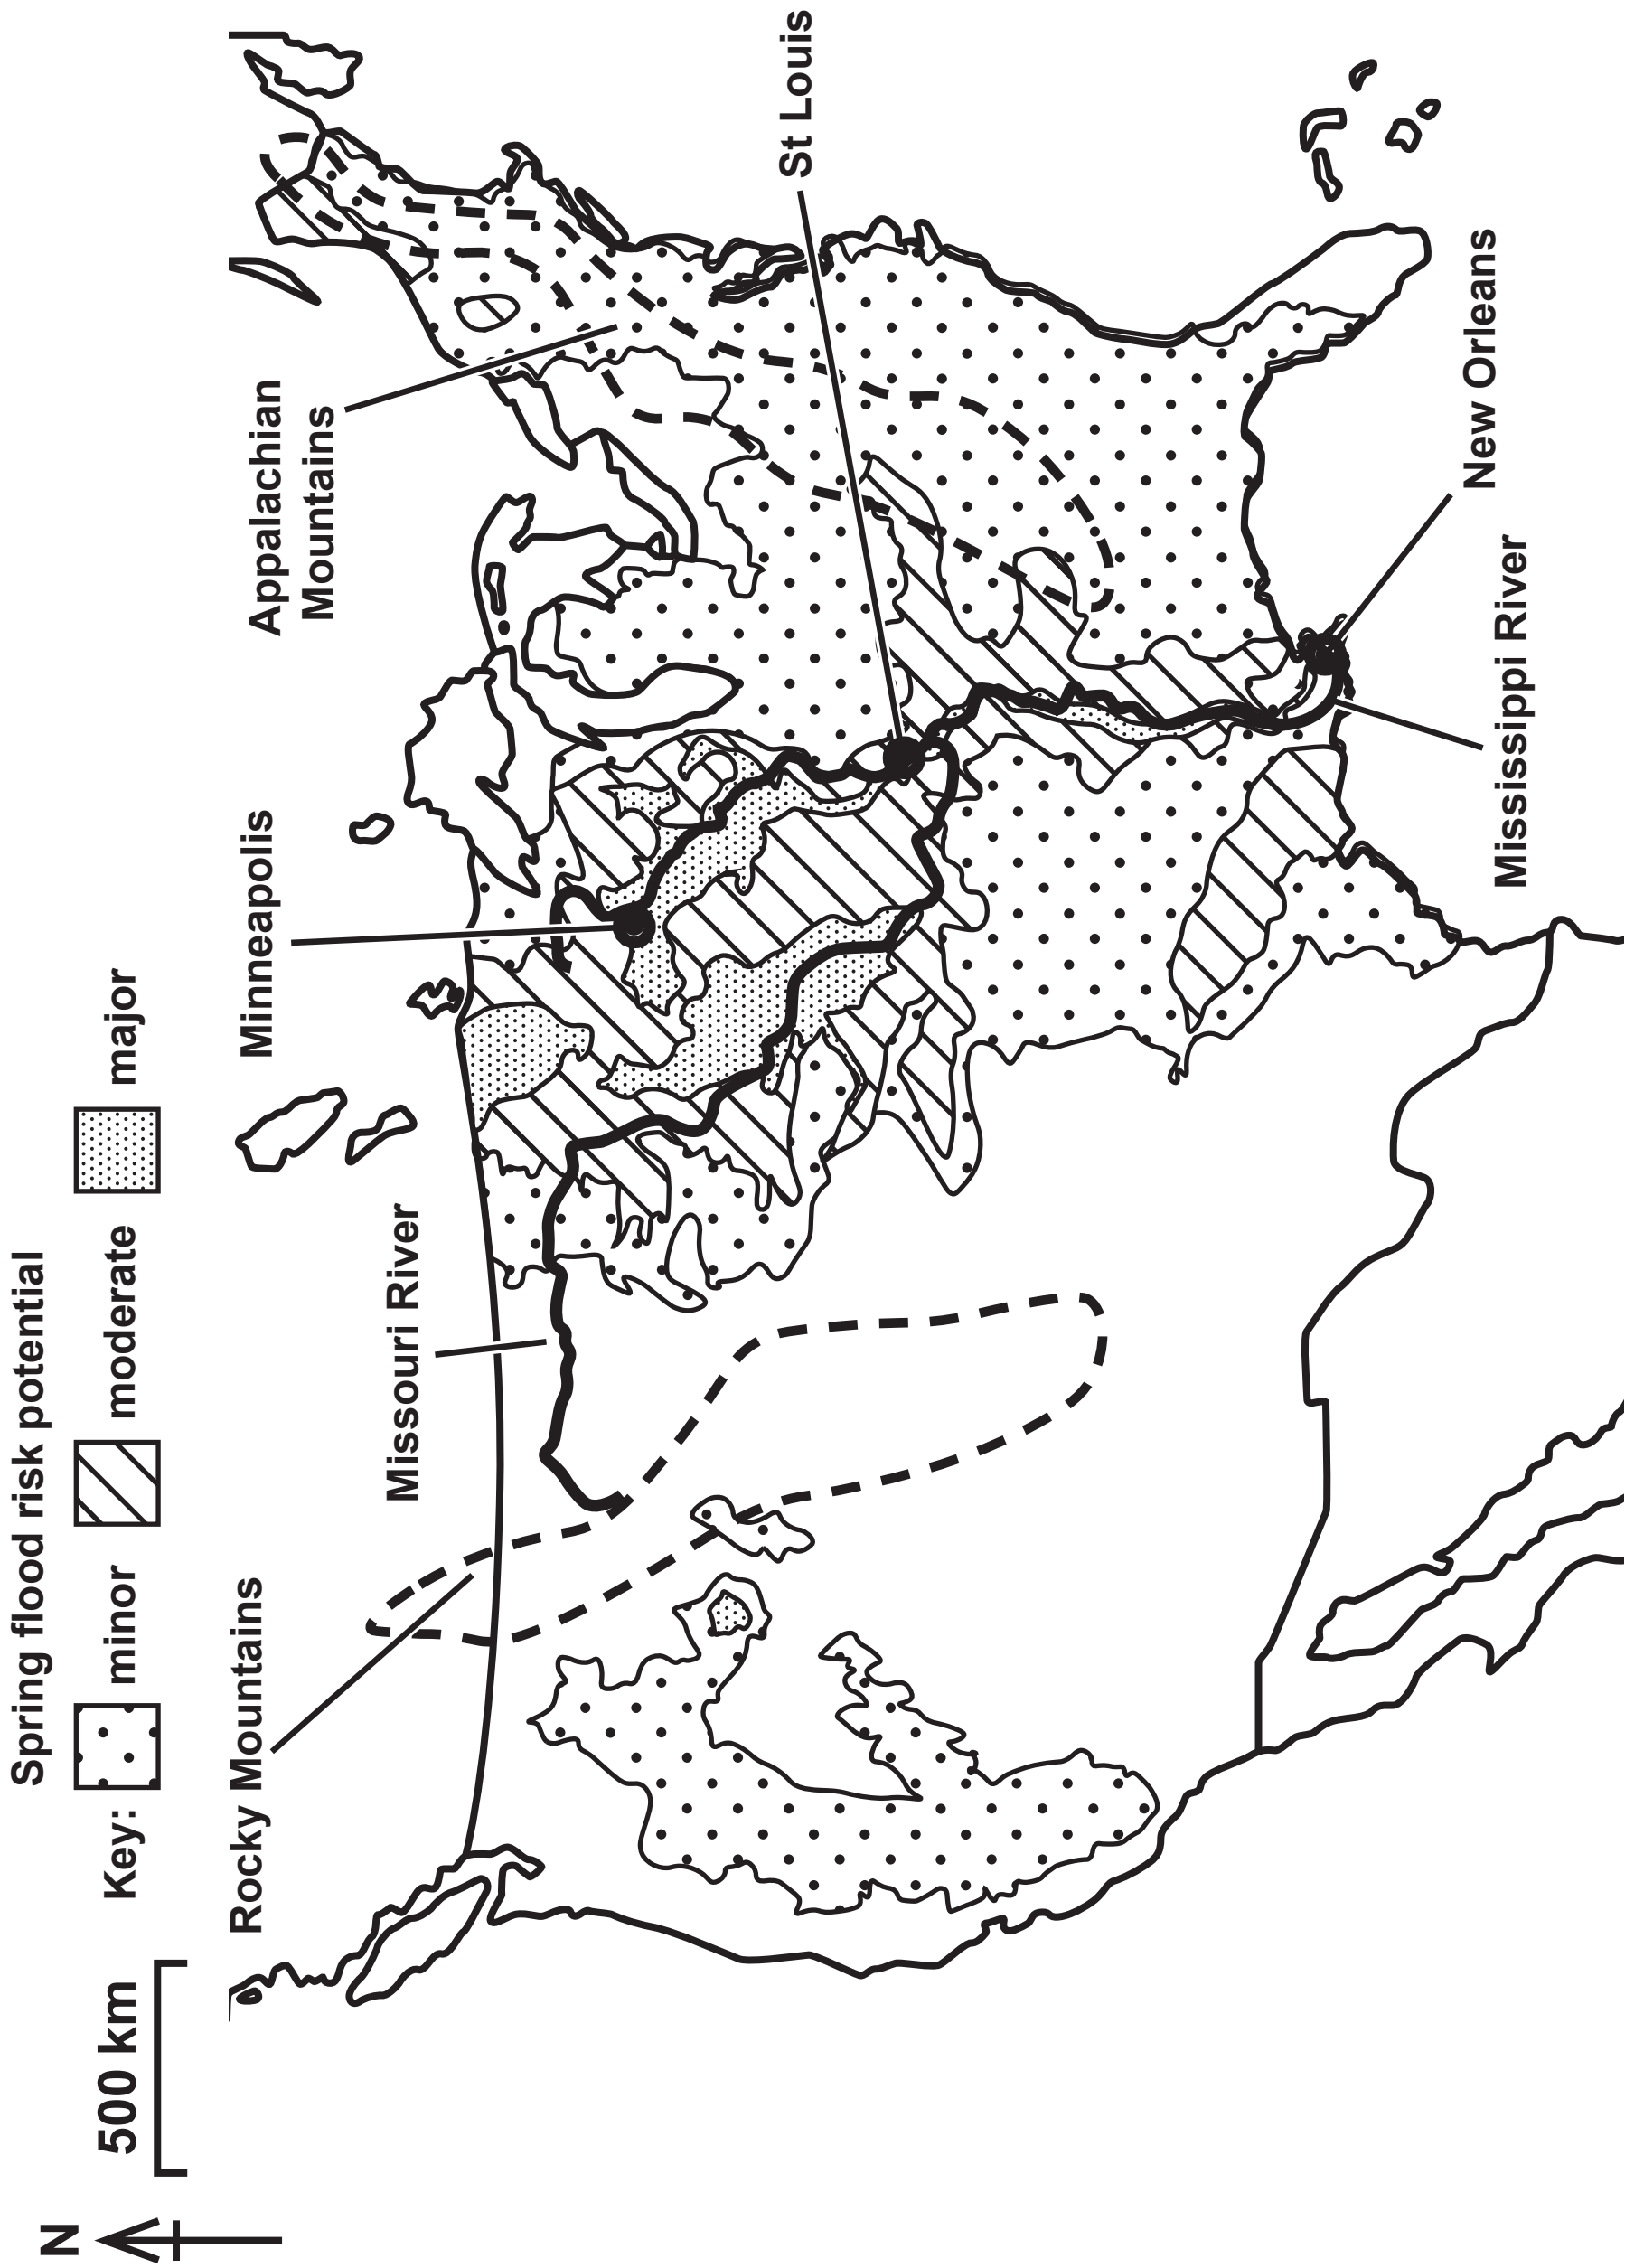 N
500 km
Spring flood risk potential
Key: minor moderate major
Rocky Mountains
Missouri River
Minneapolis
Appalachian
Mountains
St Louis
New Orleans
Mississippi River